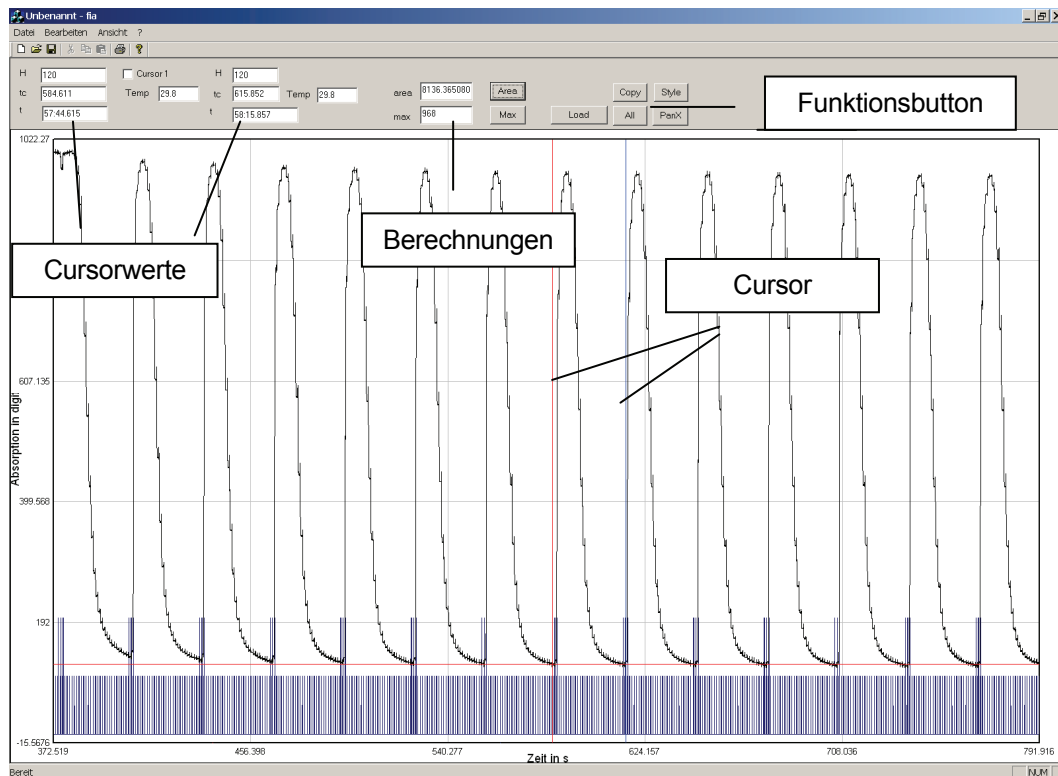 Unbenannt - fia
Datei Bearbeiten Ansicht ?
H 120 Cursor 1 H 120
tc 584.611 Temp 29.8 tc 615.852 Temp 29.8 area 8136.365080 Area Copy Style
t 57:44.615 t 58:15.857 max 968 Max Load All PanX
Funktionsbutton
1022.27
Berechnungen
Cursorwerte
Cursor
607.135
Absorption in digit
399.568
192
-15.5676
372.519 456.398 540.277 624.157 708.036 791.916
Zeit in s
Bereit NUM